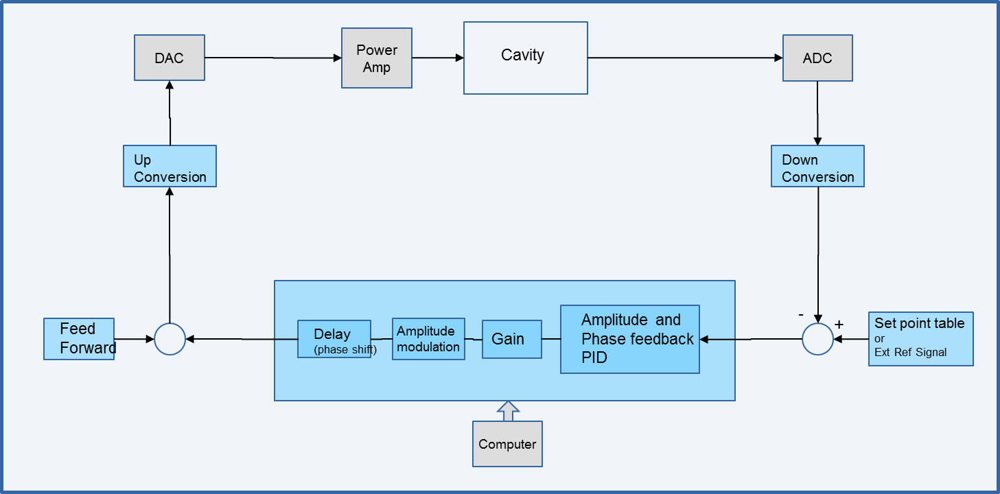 DAC
Power
Amp
Cavity
ADC
Up
Conversion
Down
Conversion
-
+
Feed
Forward
Delay
(phase shift)
Amplitude
modulation
Gain
Amplitude and
Phase feedback
PID
Set point table
or
Ext Ref Signal
Computer